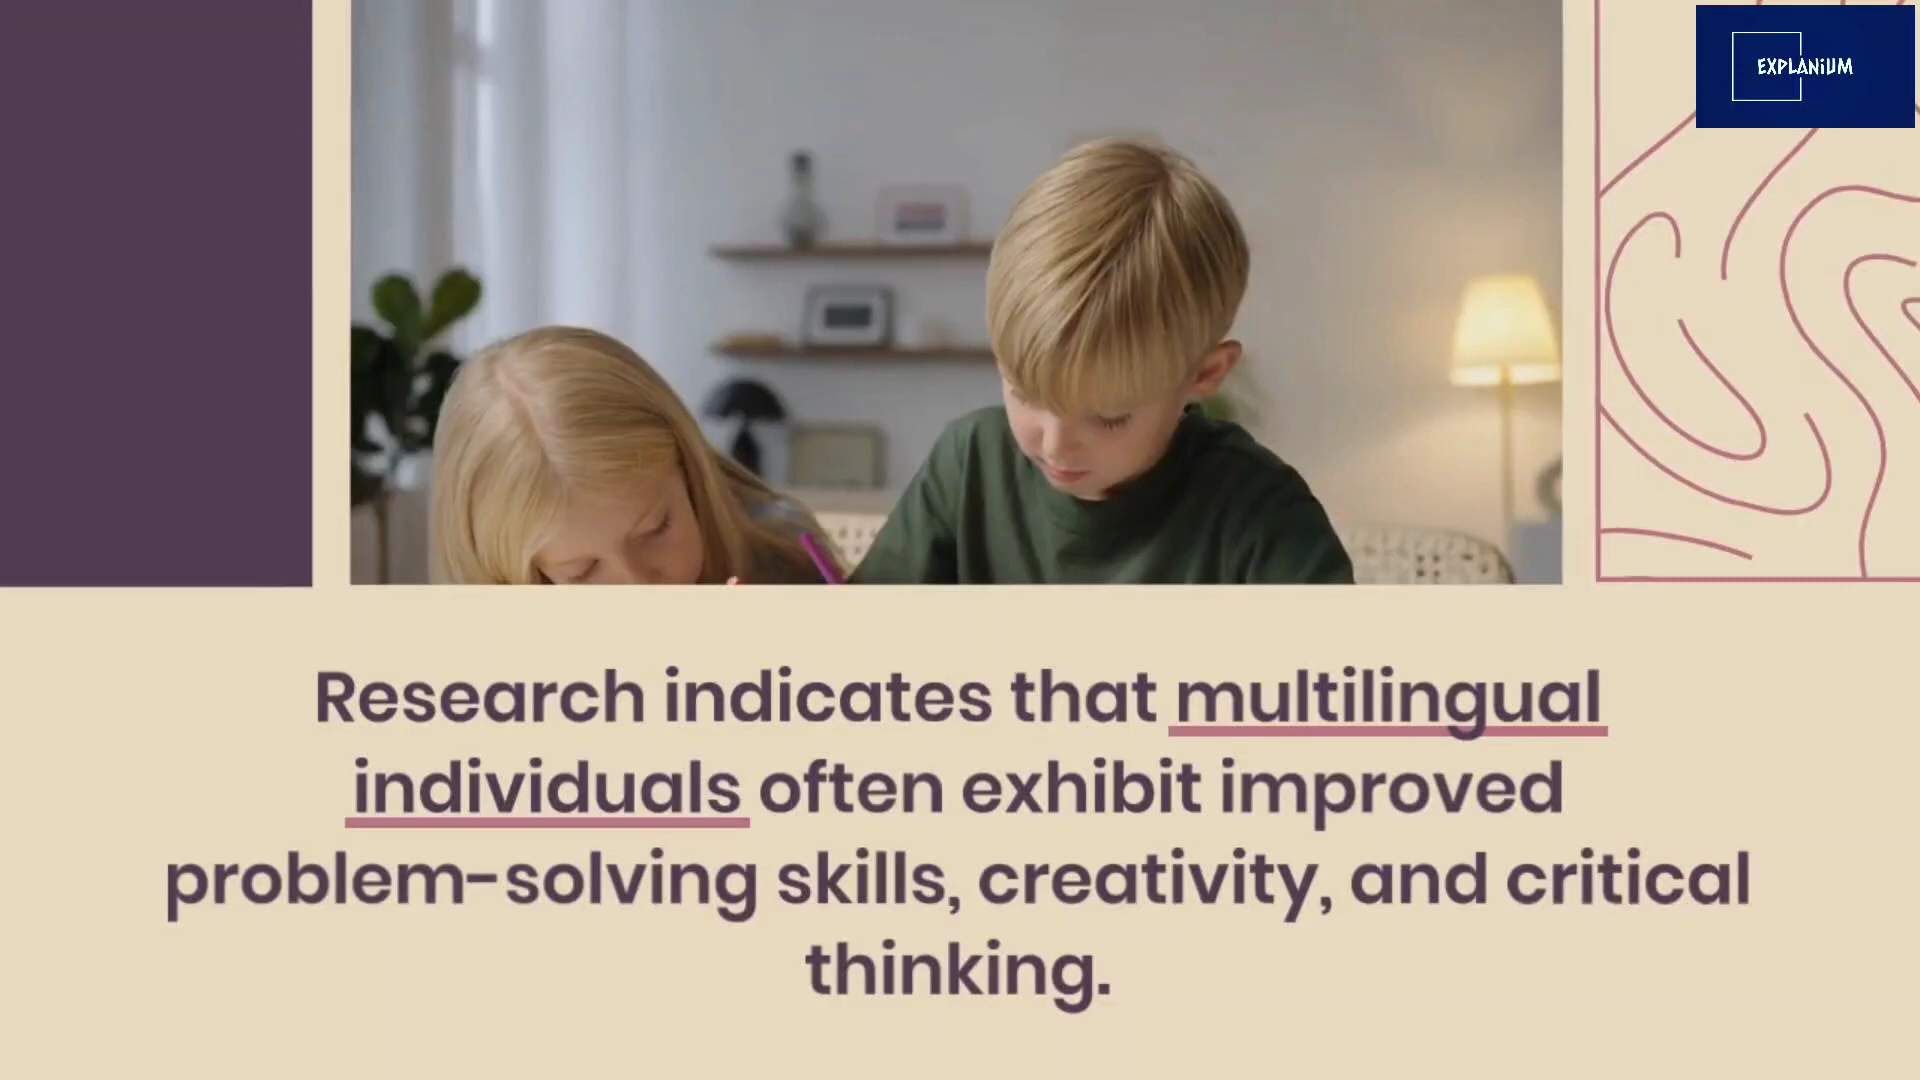 EXPLANiUM
Research indicates that multilingual
individuals often exhibit improved
problem-solving skills, creativity, and critical
thinking.